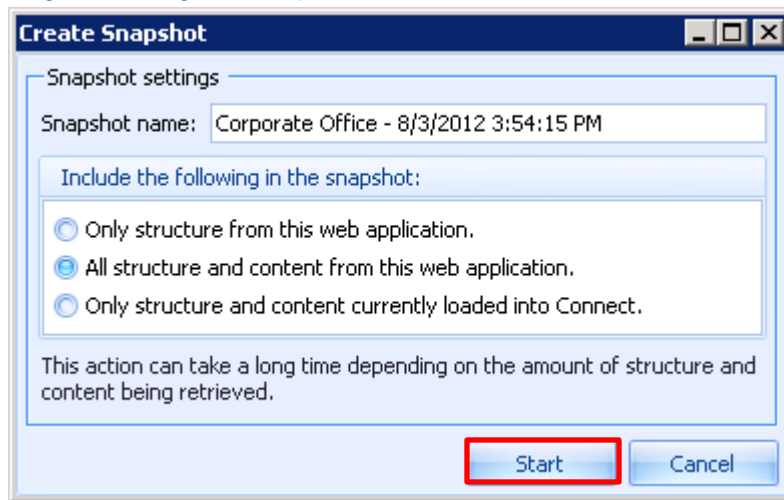 Create Snapshot
Snapshot settings
Snapshot name: Corporate Office - 8/3/2012 3:54:15 PM
Include the following in the snapshot:
Only structure from this web application.
All structure and content from this web application.
Only structure and content currently loaded into Connect.
This action can take a long time depending on the amount of structure and
content being retrieved.
Start Cancel